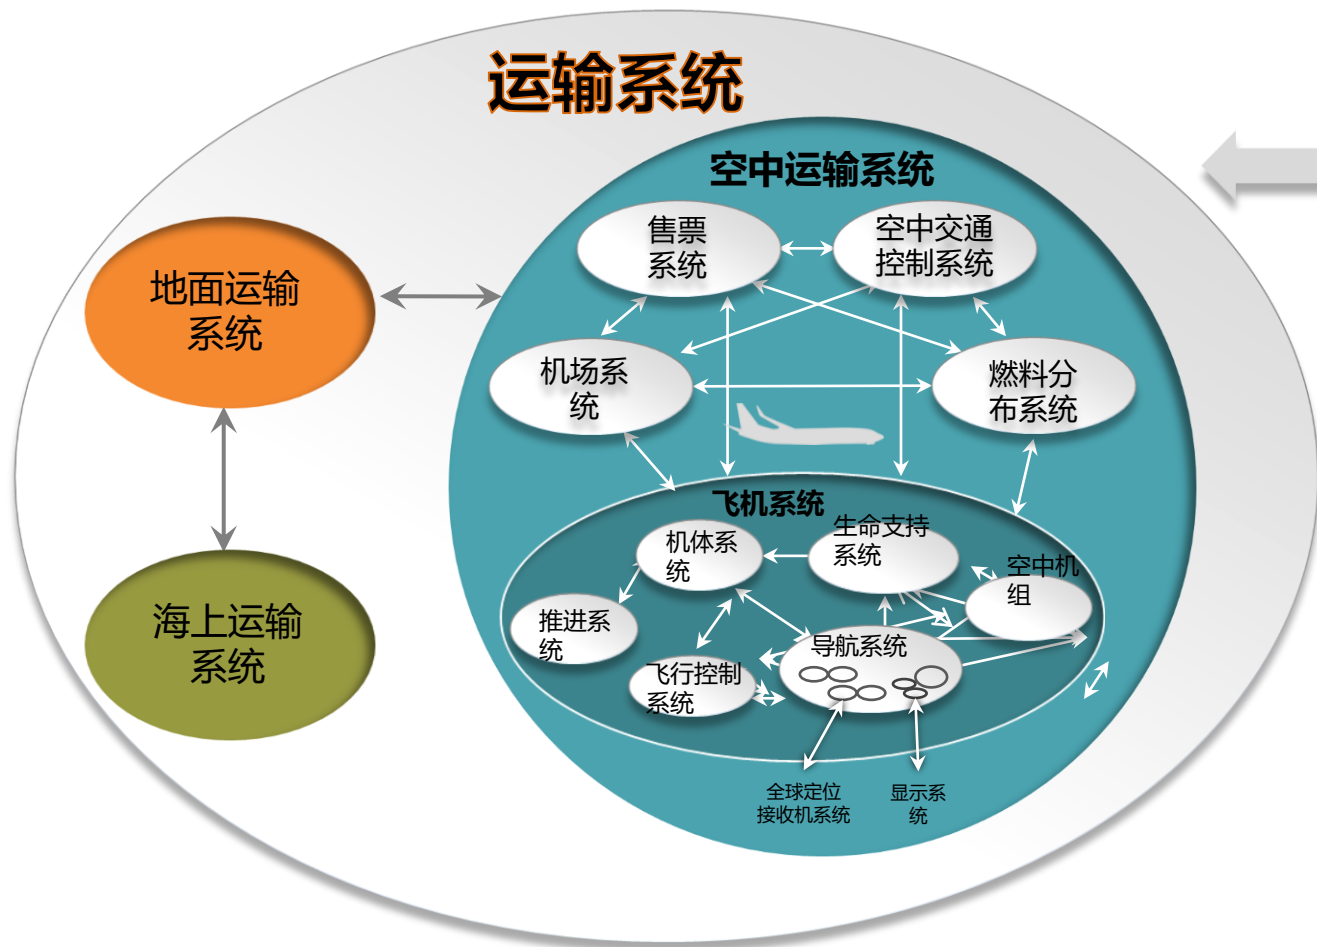 运输系统
空中运输系统
售票
系统
空中交通
控制系统
地面运输
系统
机场系
统
燃料分
布系统
飞机系统
机体系
统
生命支持
系统
空中机
组
推进系
统
导航系统
飞行控制
系统
海上运输
系统
全球定位
接收机系统
显示系
统